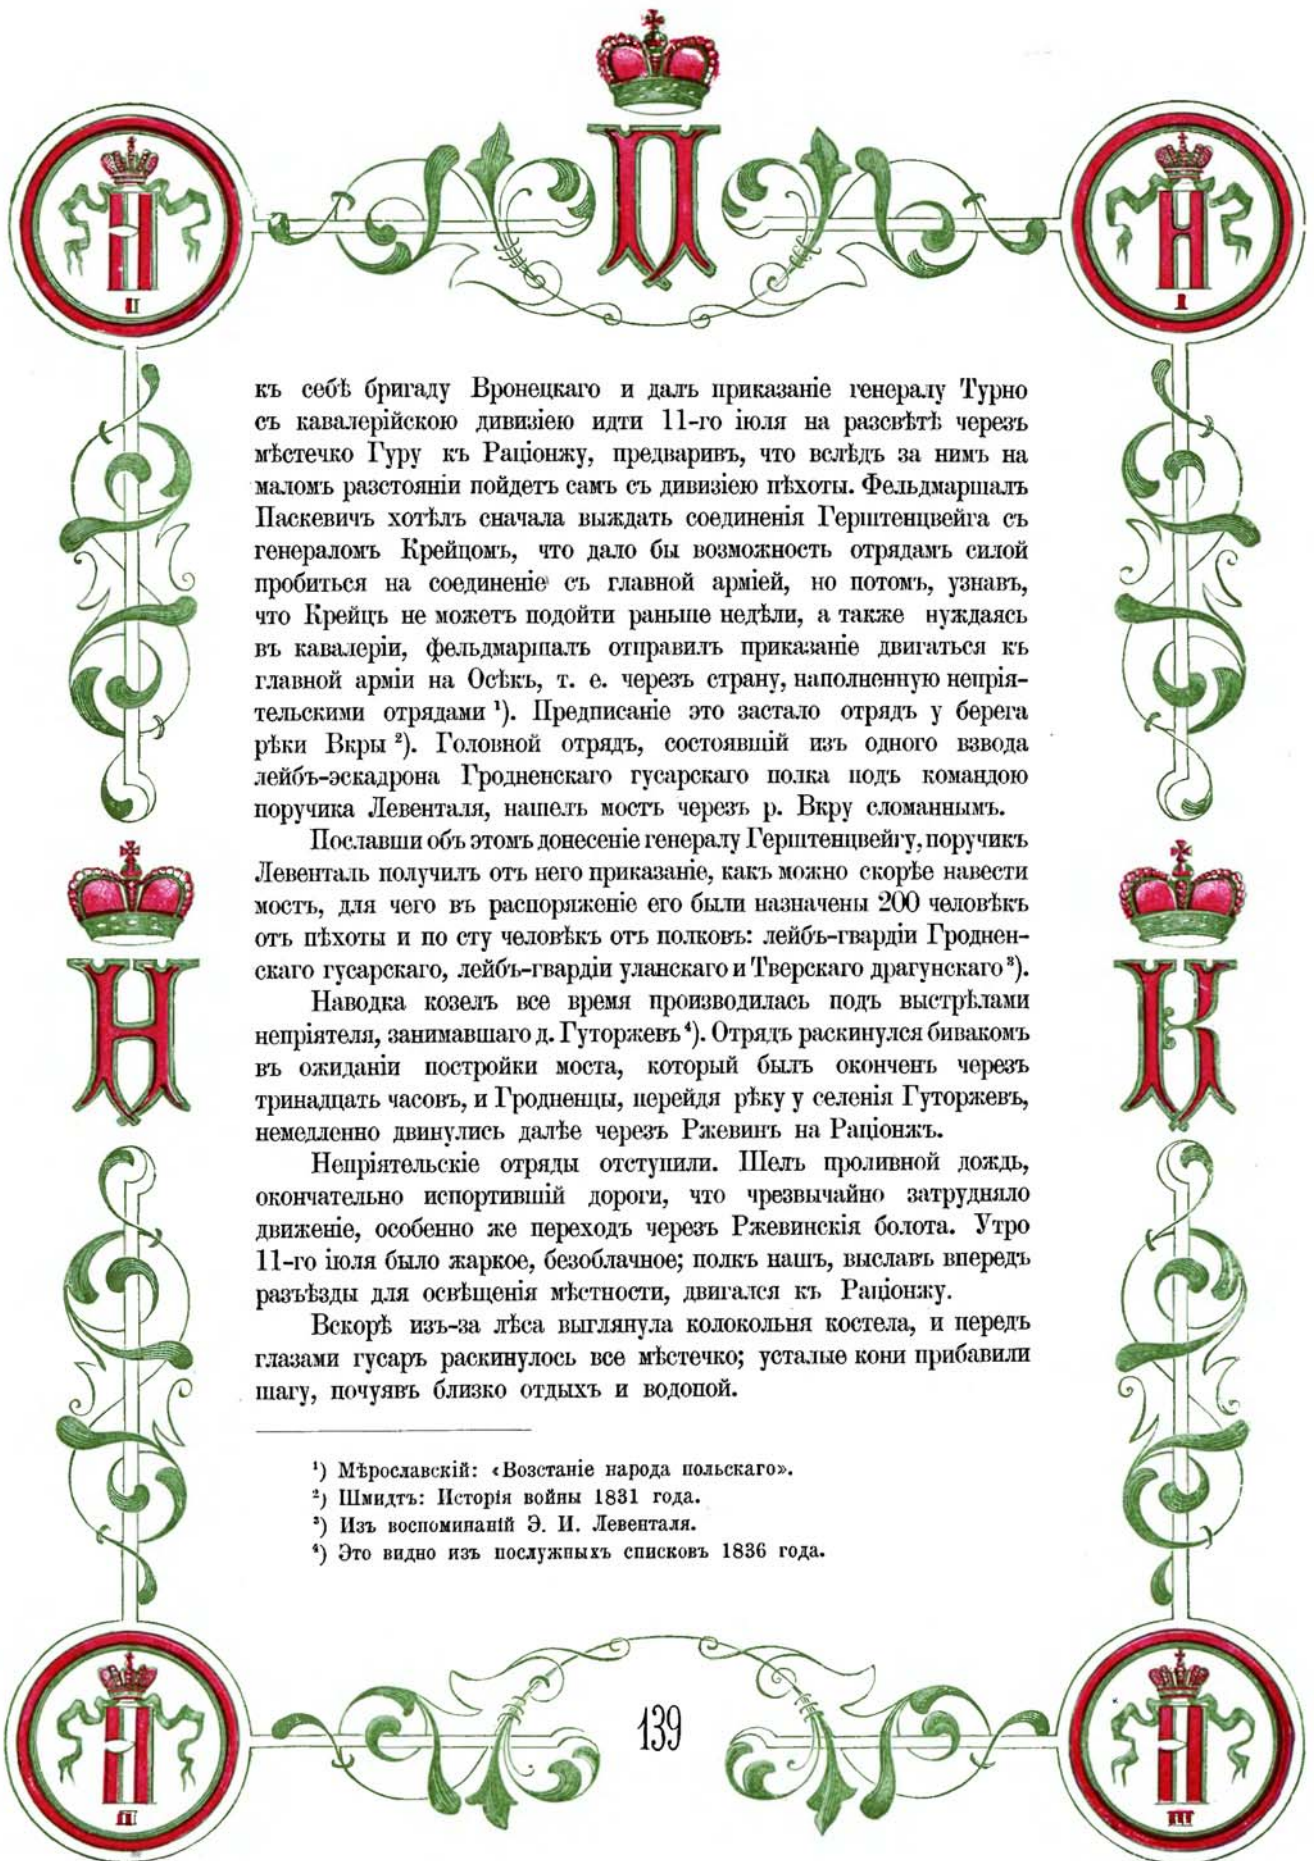 П
къ себѣ бригаду Вронецкаго и далъ приказаніе генералу Турно
съ кавалерійскою дивизіею идти 11-го іюля на разсвѣтѣ черезъ
мѣстечко Гуру къ Раціонжу, предваривъ, что вслѣдъ за нимъ на
маломъ разстояніи пойдетъ самъ съ дивизіею пѣхоты. Фельдмаршалъ
Паскевичъ хотѣлъ сначала выждать соединенія Герштенцвейга съ
генераломъ Крейцомъ, что дало бы возможность отрядамъ силой
пробиться на соединеніе съ главной арміей, но потомъ, узнавъ,
что Крейцъ не можетъ подойти раньше недѣли, а также нуждаясь
въ кавалеріи, фельдмаршалъ отправилъ приказаніе двигаться къ
главной арміи на Осѣкъ, т. е. черезъ страну, наполненную непрія-
тельскими отрядами ¹). Предписаніе это застало отрядъ у берега
рѣки Вкры ²). Головной отрядъ, состоявшій изъ одного взвода
лейбъ-эскадрона Гродненскаго гусарскаго полка подъ командою
поручика Левенталя, нашелъ мостъ черезъ р. Вкру сломаннымъ.
Пославши объ этомъ донесеніе генералу Герштенцвейгу, поручикъ
Левенталь получилъ отъ него приказаніе, какъ можно скорѣе навести
мостъ, для чего въ распоряженіе его были назначены 200 человѣкъ
отъ пѣхоты и по сту человѣкъ отъ полковъ: лейбъ-гвардіи Гроднен-
скаго гусарскаго, лейбъ-гвардіи уланскаго и Тверскаго драгунскаго ³).
Наводка козелъ все время производилась подъ выстрѣлами
непріятеля, занимавшаго д. Гуторжевъ ⁴). Отрядъ раскинулся бивакомъ
въ ожиданіи постройки моста, который былъ оконченъ черезъ
тринадцать часовъ, и Гродненцы, перейдя рѣку у селенія Гуторжевъ,
немедленно двинулись далѣе черезъ Ржевинъ на Раціонжъ.
Непріятельскіе отряды отступили. Шелъ проливной дождь,
окончательно испортившій дороги, что чрезвычайно затрудняло
движеніе, особенно же переходъ черезъ Ржевинскія болота. Утро
11-го іюля было жаркое, безоблачное; полкъ нашъ, выславъ впередъ
разъѣзды для освѣщенія мѣстности, двигался къ Раціонжу.
Вскорѣ изъ-за лѣса выглянула колокольня костела, и передъ
глазами гусаръ раскинулось все мѣстечко; усталые кони прибавили
шагу, почуявъ близко отдыхъ и водопой.
¹) Мѣрославскій: «Возстаніе народа польскаго».
²) Шмидтъ: Исторія войны 1831 года.
³) Изъ воспоминаній Э. И. Левенталя.
⁴) Это видно изъ послужныхъ списковъ 1836 года.
Н
II
I
II
III
139